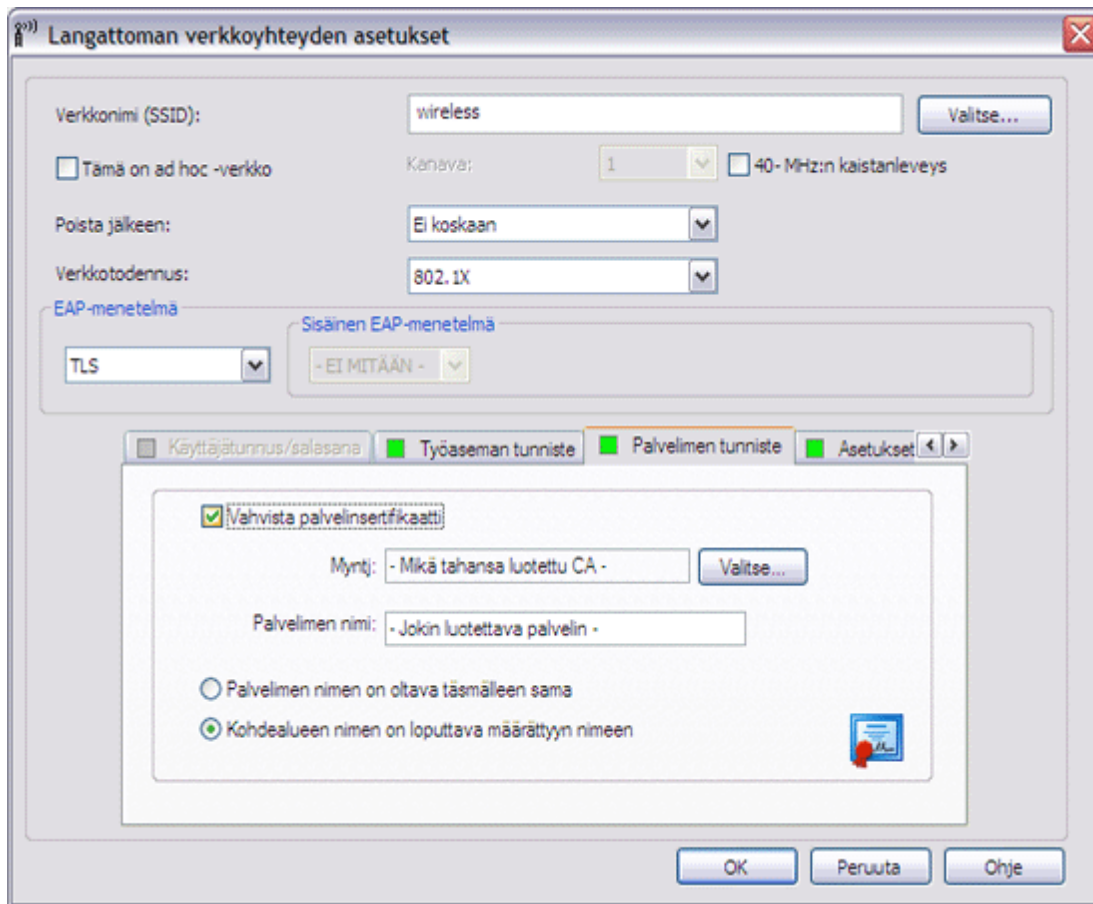 Langattoman verkkoyhteyden asetukset
Verkkonimi (SSID): wireless Valitse...
Tämä on ad hoc -verkko Kanava: 1 40- MHz:n kaistanleveys
Poista jälkeen: Ei koskaan
Verkkotodennus: 802.1X
EAP-menetelmä
Sisäinen EAP-menetelmä
TLS - EI MITÄÄN -
Käyttäjätunnus/salasana Työaseman tunniste Palvelimen tunniste Asetukset
Vahvista palvelinsertifikaatti
Myntj: - Mikä tahansa luotettu CA - Valitse...
Palvelimen nimi: - Jokin luotettava palvelin -
Palvelimen nimen on oltava täsmälleen sama
Kohdealueen nimen on loputtava määrättyyn nimeen
OK Peruuta Ohje